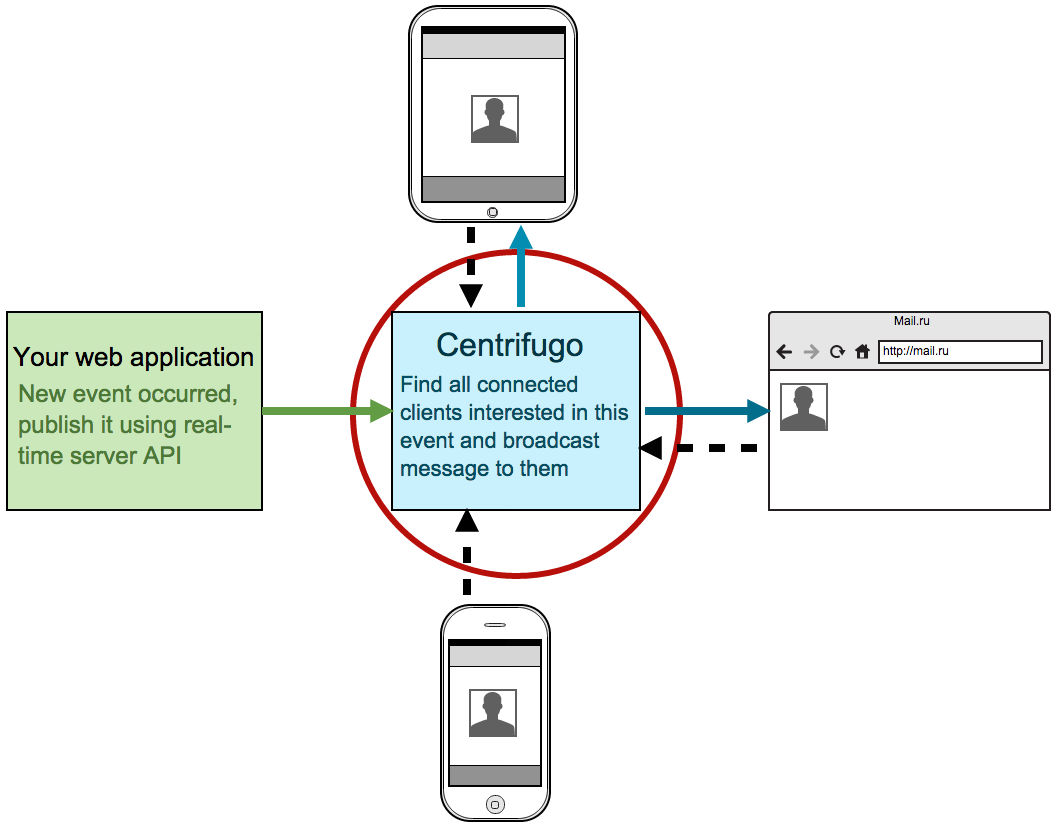 Your web application
New event occurred,
publish it using real-
time server API
Centrifugo
Find all connected
clients interested in this
event and broadcast
message to them
Mail.ru
http://mail.ru